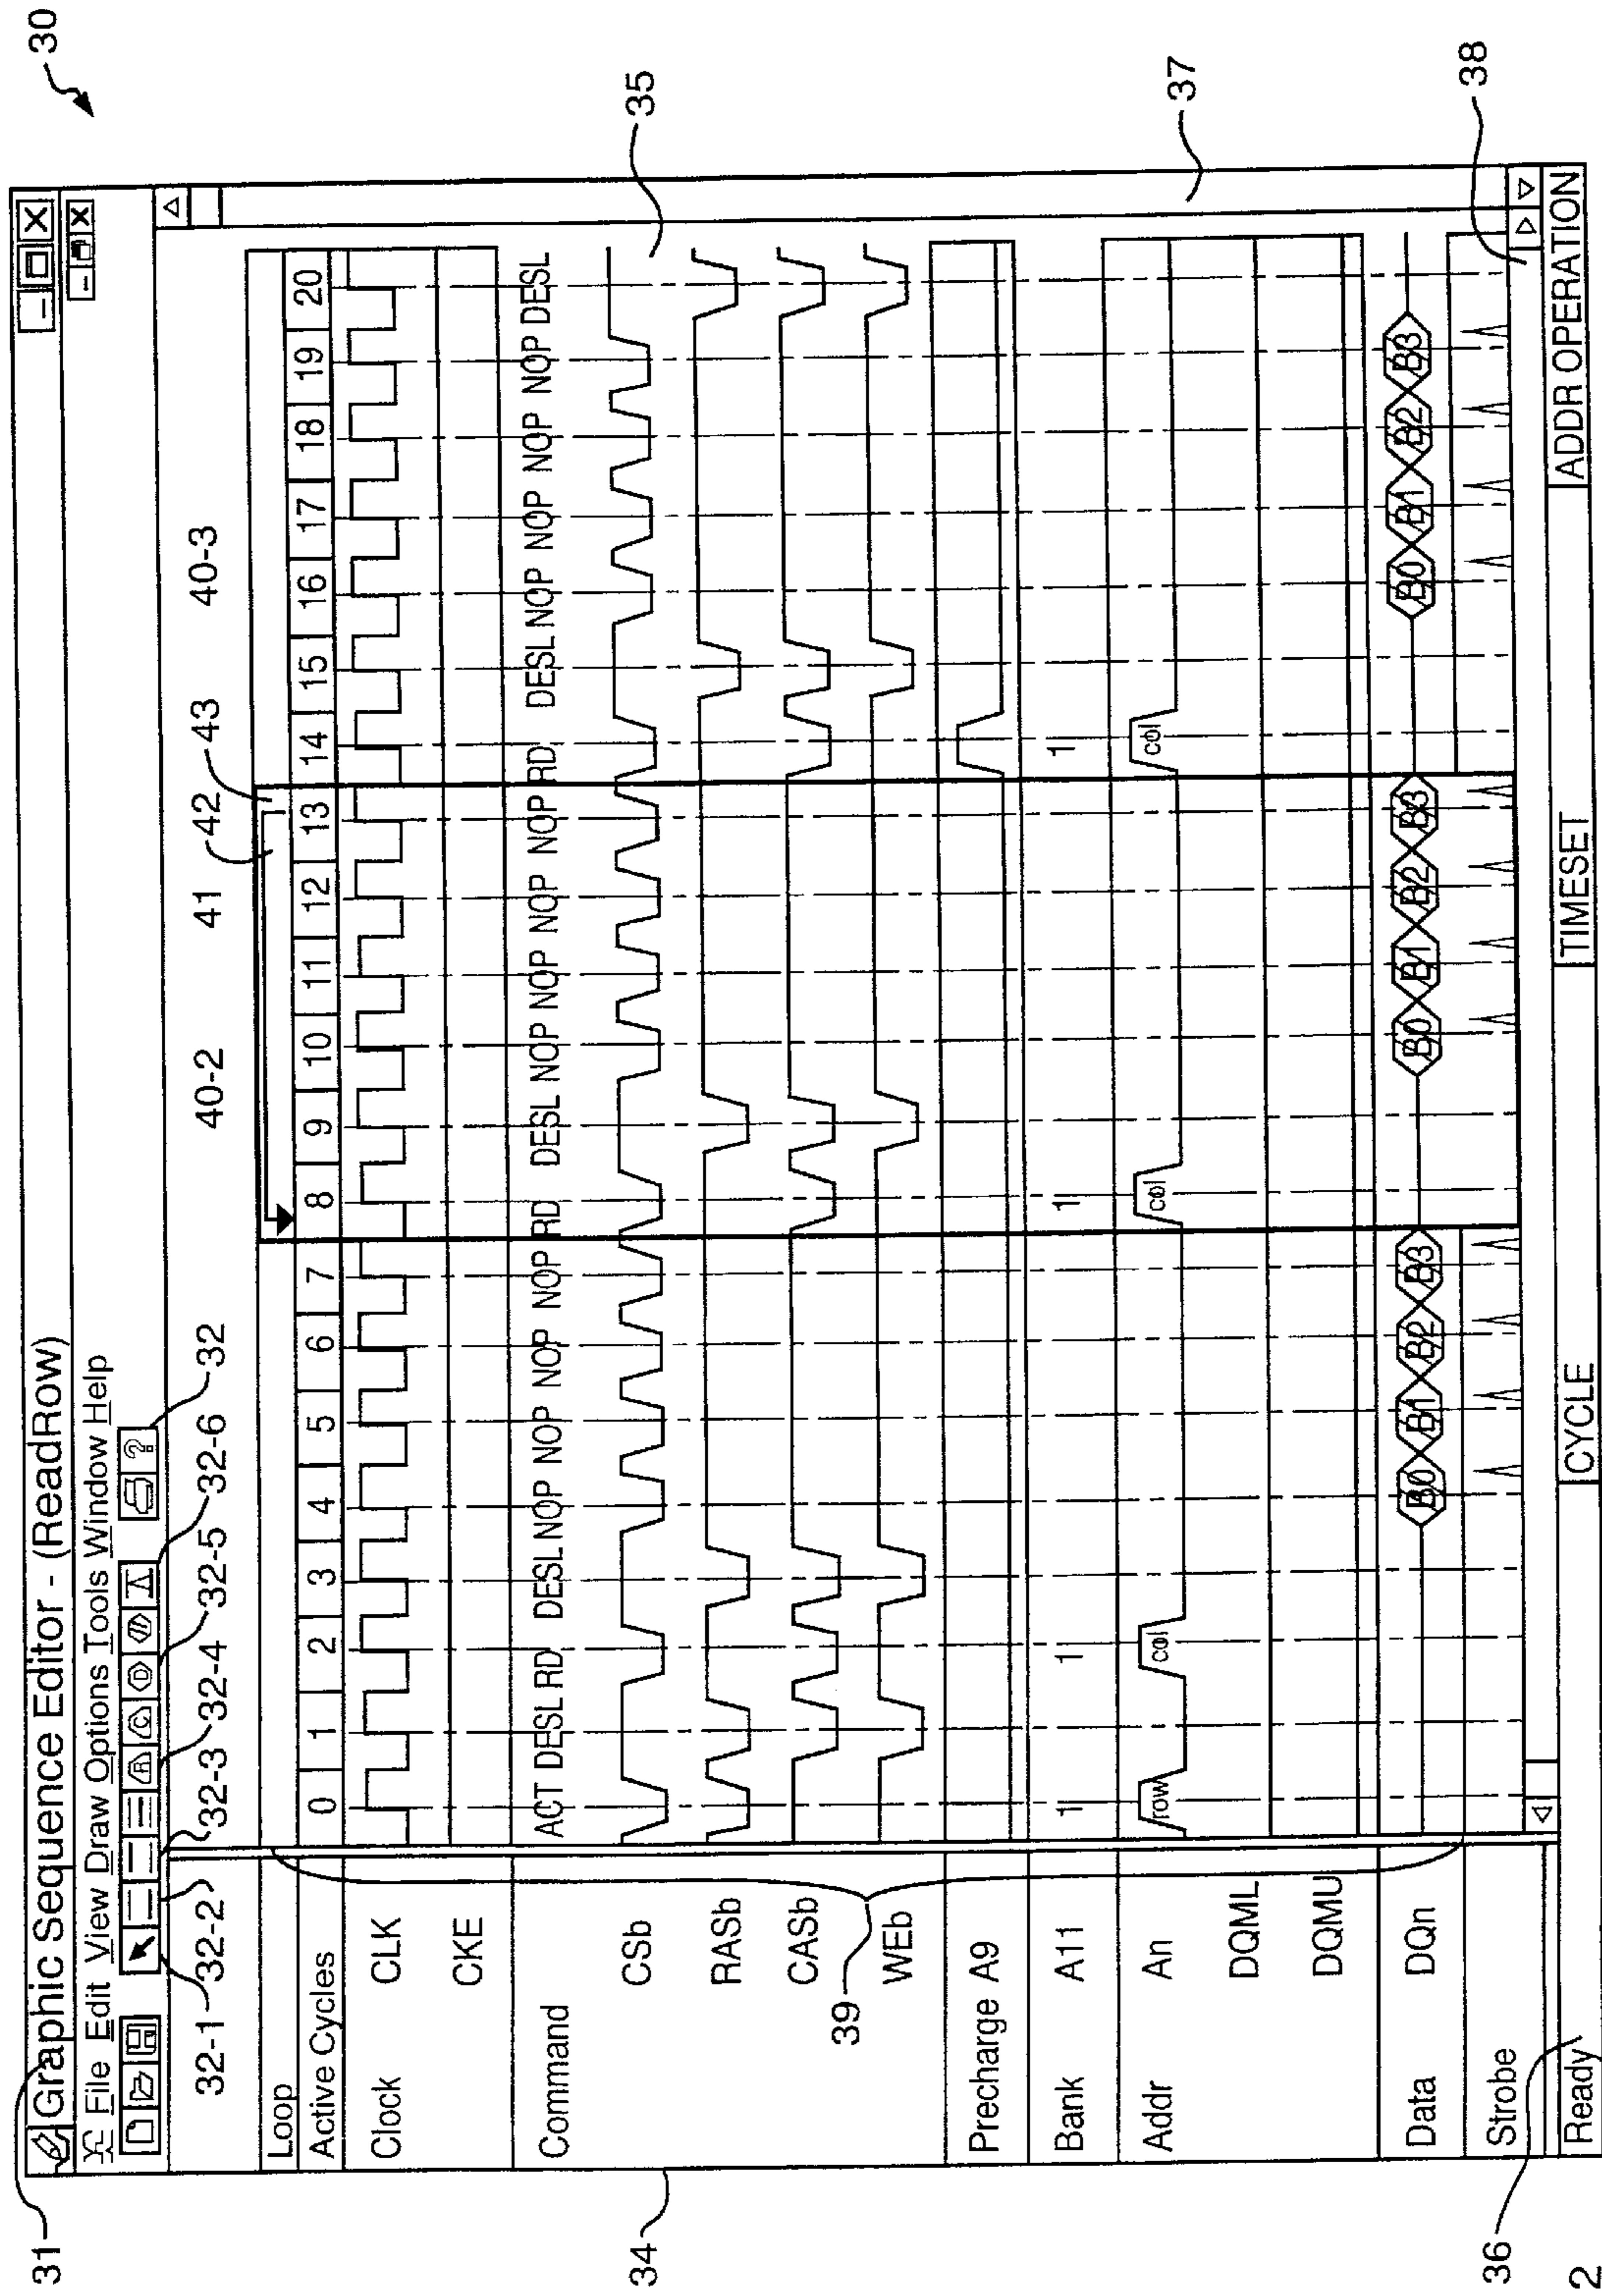 30
31
Graphic Sequence Editor - (ReadRow)
File Edit View Draw Options Tools Window Help
R C D ?
32-1 32-2 32-3 32-4 32-5 32-6 32
40-2 41 42 43 40-3
Loop
Active Cycles 0 1 2 3 4 5 6 7 8 9 10 11 12 13 14 15 16 17 18 19 20
Clock CLK
CKE
Command ACT DESL RD DESL NOP NOP NOP NOP RD DESL NOP NOP NOP NOP RD DESL NOP NOP NOP NOP DESL
CSb
35
34
RASb
CASb
39
WEb
Precharge A9
Bank A11 1 1 1 1
Addr An row col col col
37
DQML
DQMU
Data DQn B0 B1 B2 B3 B0 B1 B2 B3 B0 B1 B2 B3
Strobe
38
36
Ready CYCLE TIMESET ADDR OPERATION
2